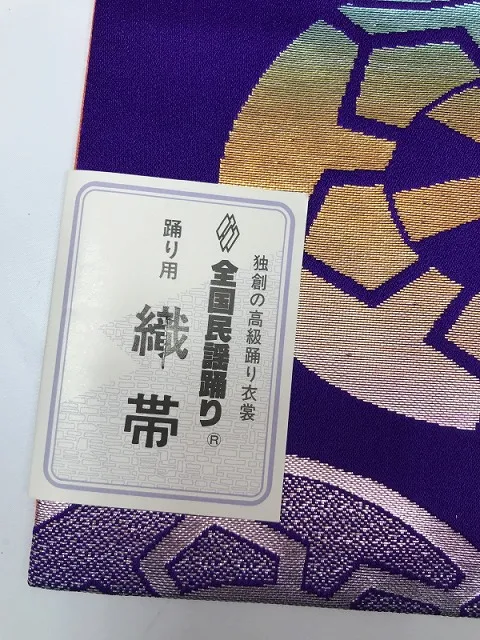 独創の高級踊り衣裳
全国民謡踊り®
踊り用
織帯